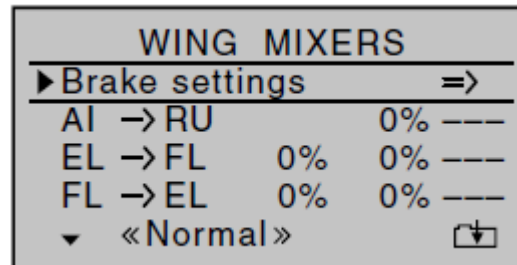 WING MIXERS
▶Brake settings =>
AI –> RU 0% –––
EL –> FL 0% 0% –––
FL –> EL 0% 0% –––
▾ «Normal»